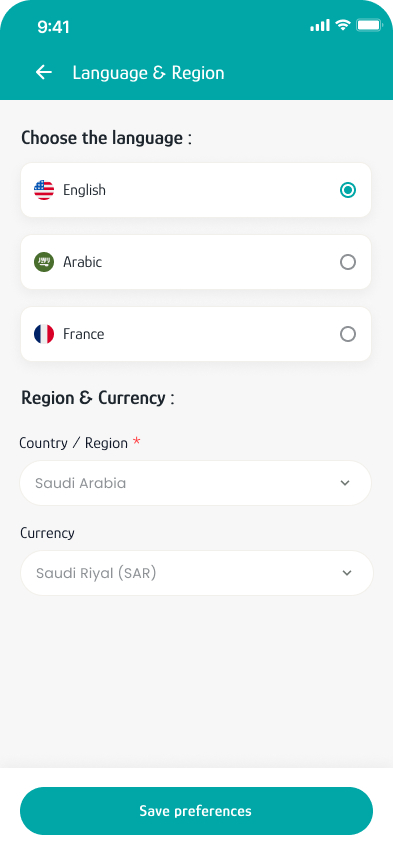 9:41
Language & Region
Choose the language :
English
Arabic
France
Region & Currency :
Country / Region *
Saudi Arabia
Currency
Saudi Riyal (SAR)
Save preferences